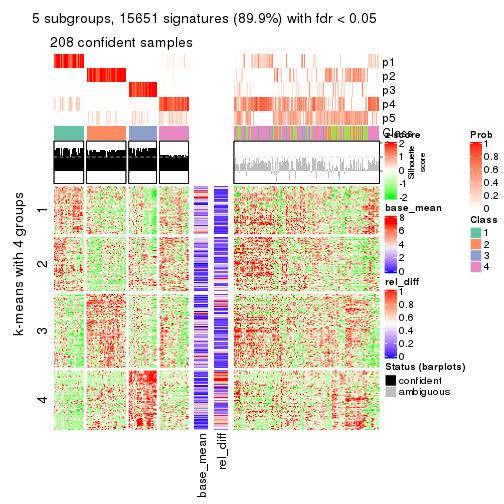 5 subgroups, 15651 signatures (89.9%) with fdr < 0.05
208 confident samples
p1
p2
p3
p4
p5
Class
z-score
2
1
0
-1
-2
Silhouette
score
Prob
1
0.8
0.6
0.4
0.2
0
base_mean
8
6
4
2
0
Class
1
2
3
4
rel_diff
1
0.8
0.6
0.4
0.2
0
Status (barplots)
confident
ambiguous
k-means with 4 groups
1
2
3
4
base_mean
rel_diff